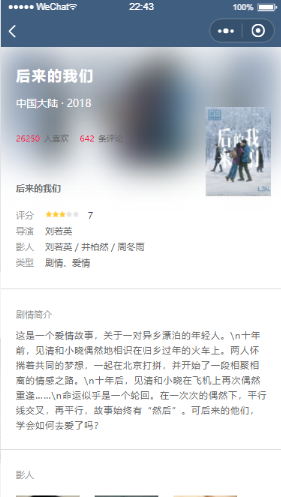 WeChat 22:43 100%
后来的我们
中国大陆 · 2018
26250 人喜欢 642 条评论
后来的我
后来的我们
评分 7
导演 刘若英
影人 刘若英 / 井柏然 / 周冬雨
类型 剧情、爱情
剧情简介
这是一个爱情故事，关于一对异乡漂泊的年轻人。\n十年
前，见清和小晓偶然地相识在归乡过年的火车上。两人怀
揣着共同的梦想，一起在北京打拼，并开始了一段相聚相
离的情感之路。\n十年后，见清和小晓在飞机上再次偶然
重逢……\n命运似乎是一个轮回。在一次次的偶然下，平行
线交叉，再平行，故事始终有“然后”。可后来的他们，
学会如何去爱了吗？
影人